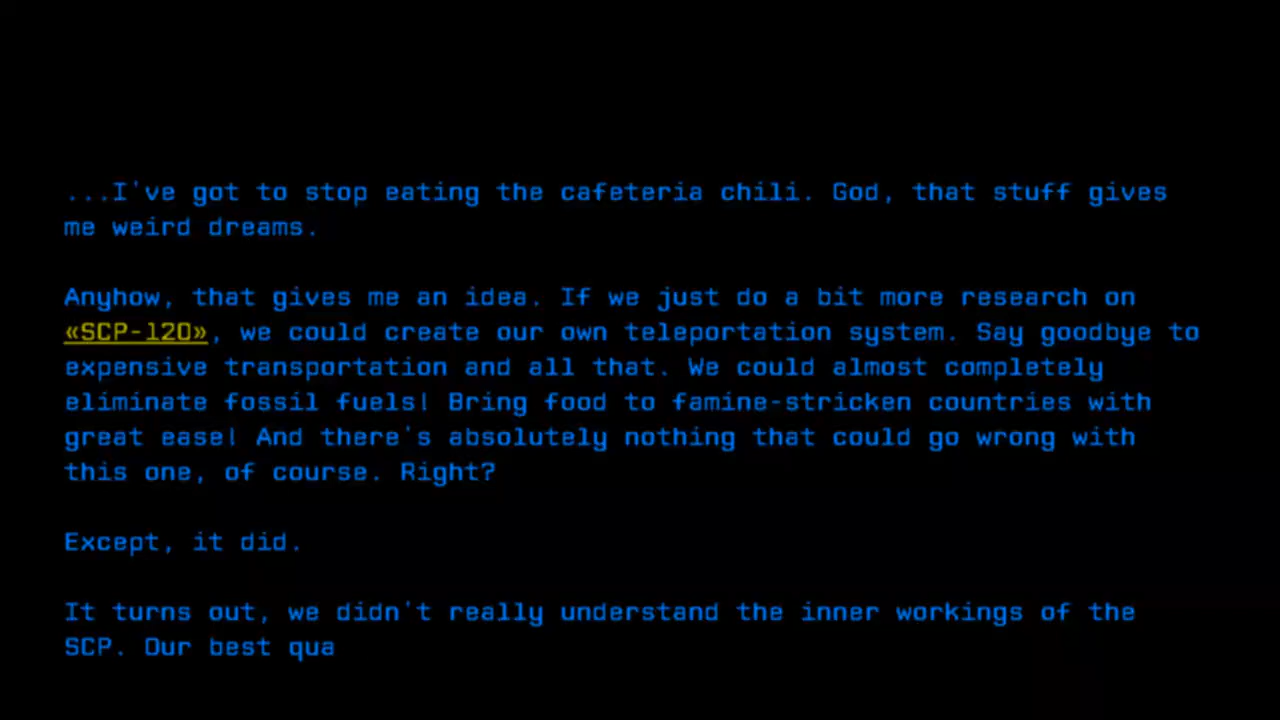 ...I've got to stop eating the cafeteria chili. God, that stuff gives
me weird dreams.
Anyhow, that gives me an idea. If we just do a bit more research on
«SCP-120», we could create our own teleportation system. Say goodbye to
expensive transportation and all that. We could almost completely
eliminate fossil fuels! Bring food to famine-stricken countries with
great ease! And there's absolutely nothing that could go wrong with
this one, of course. Right?
Except, it did.
It turns out, we didn't really understand the inner workings of the
SCP. Our best qua